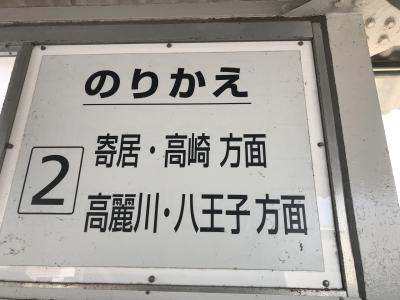 のりかえ
2
寄居・高崎 方面
高麗川・八王子 方面